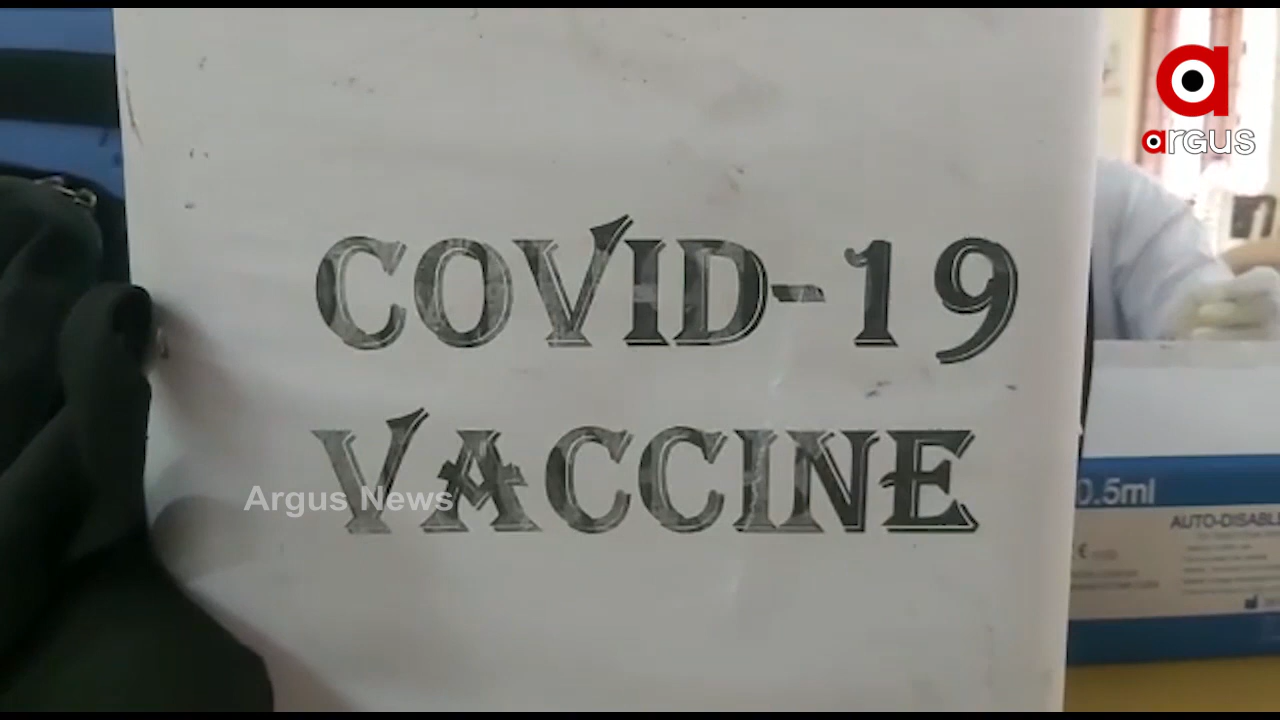 argus
COVID-19
VACCINE
Argus News
0.5ml
AUTO-DISABL